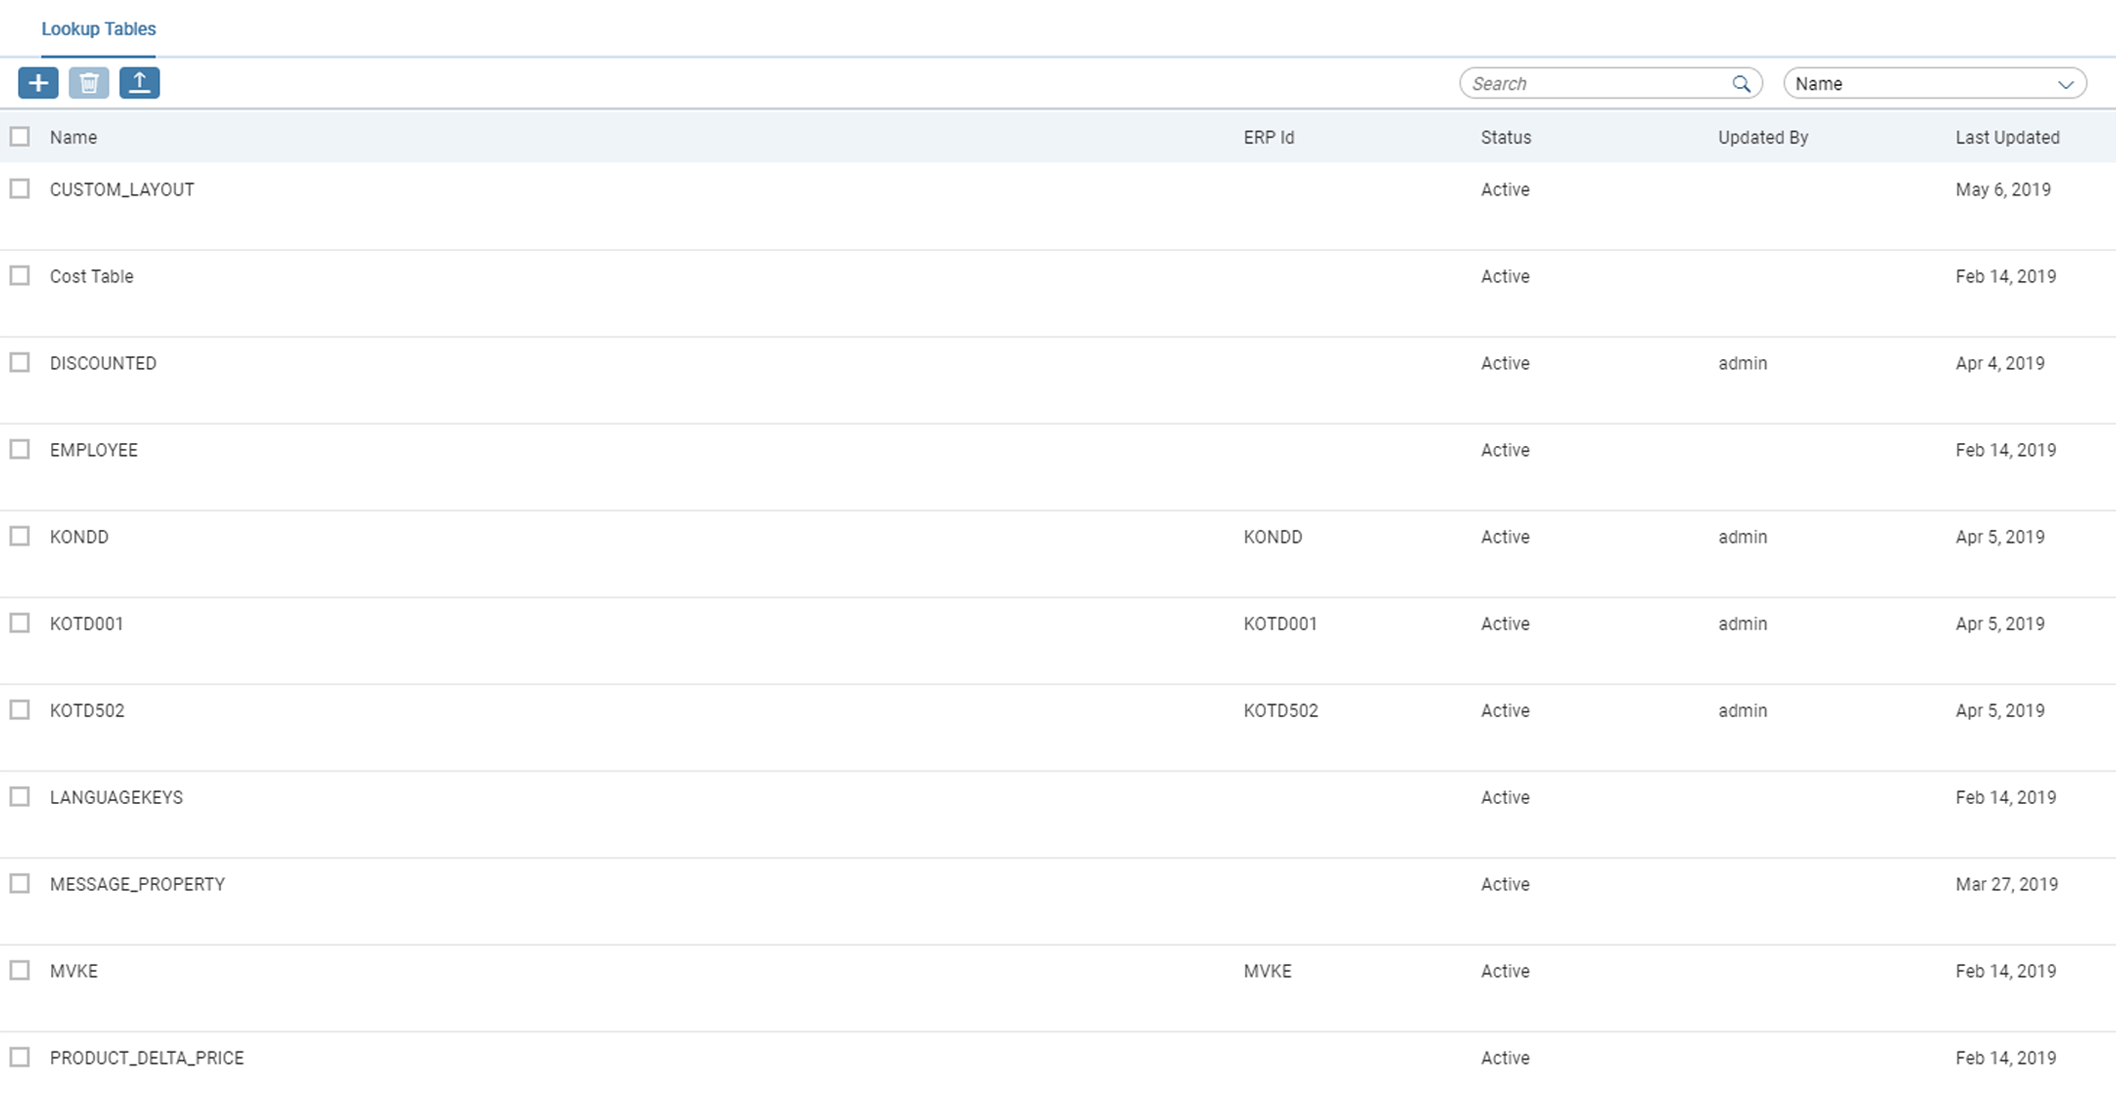 Lookup Tables
Search Name
Name ERP Id Status Updated By Last Updated
CUSTOM_LAYOUT Active May 6, 2019
Cost Table Active Feb 14, 2019
DISCOUNTED Active admin Apr 4, 2019
EMPLOYEE Active Feb 14, 2019
KONDD KONDD Active admin Apr 5, 2019
KOTD001 KOTD001 Active admin Apr 5, 2019
KOTD502 KOTD502 Active admin Apr 5, 2019
LANGUAGEKEYS Active Feb 14, 2019
MESSAGE_PROPERTY Active Mar 27, 2019
MVKE MVKE Active Feb 14, 2019
PRODUCT_DELTA_PRICE Active Feb 14, 2019